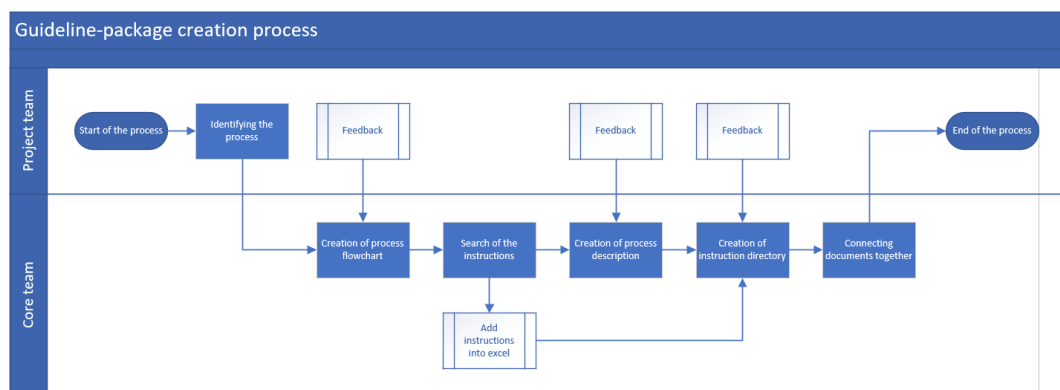 Guideline-package creation process
Project team
Start of the process
Identifying the
process
Feedback
Feedback
Feedback
End of the process
Core team
Creation of process
flowchart
Search of the
instructions
Creation of process
description
Creation of
instruction directory
Connecting
documents together
Add
instructions
into excel